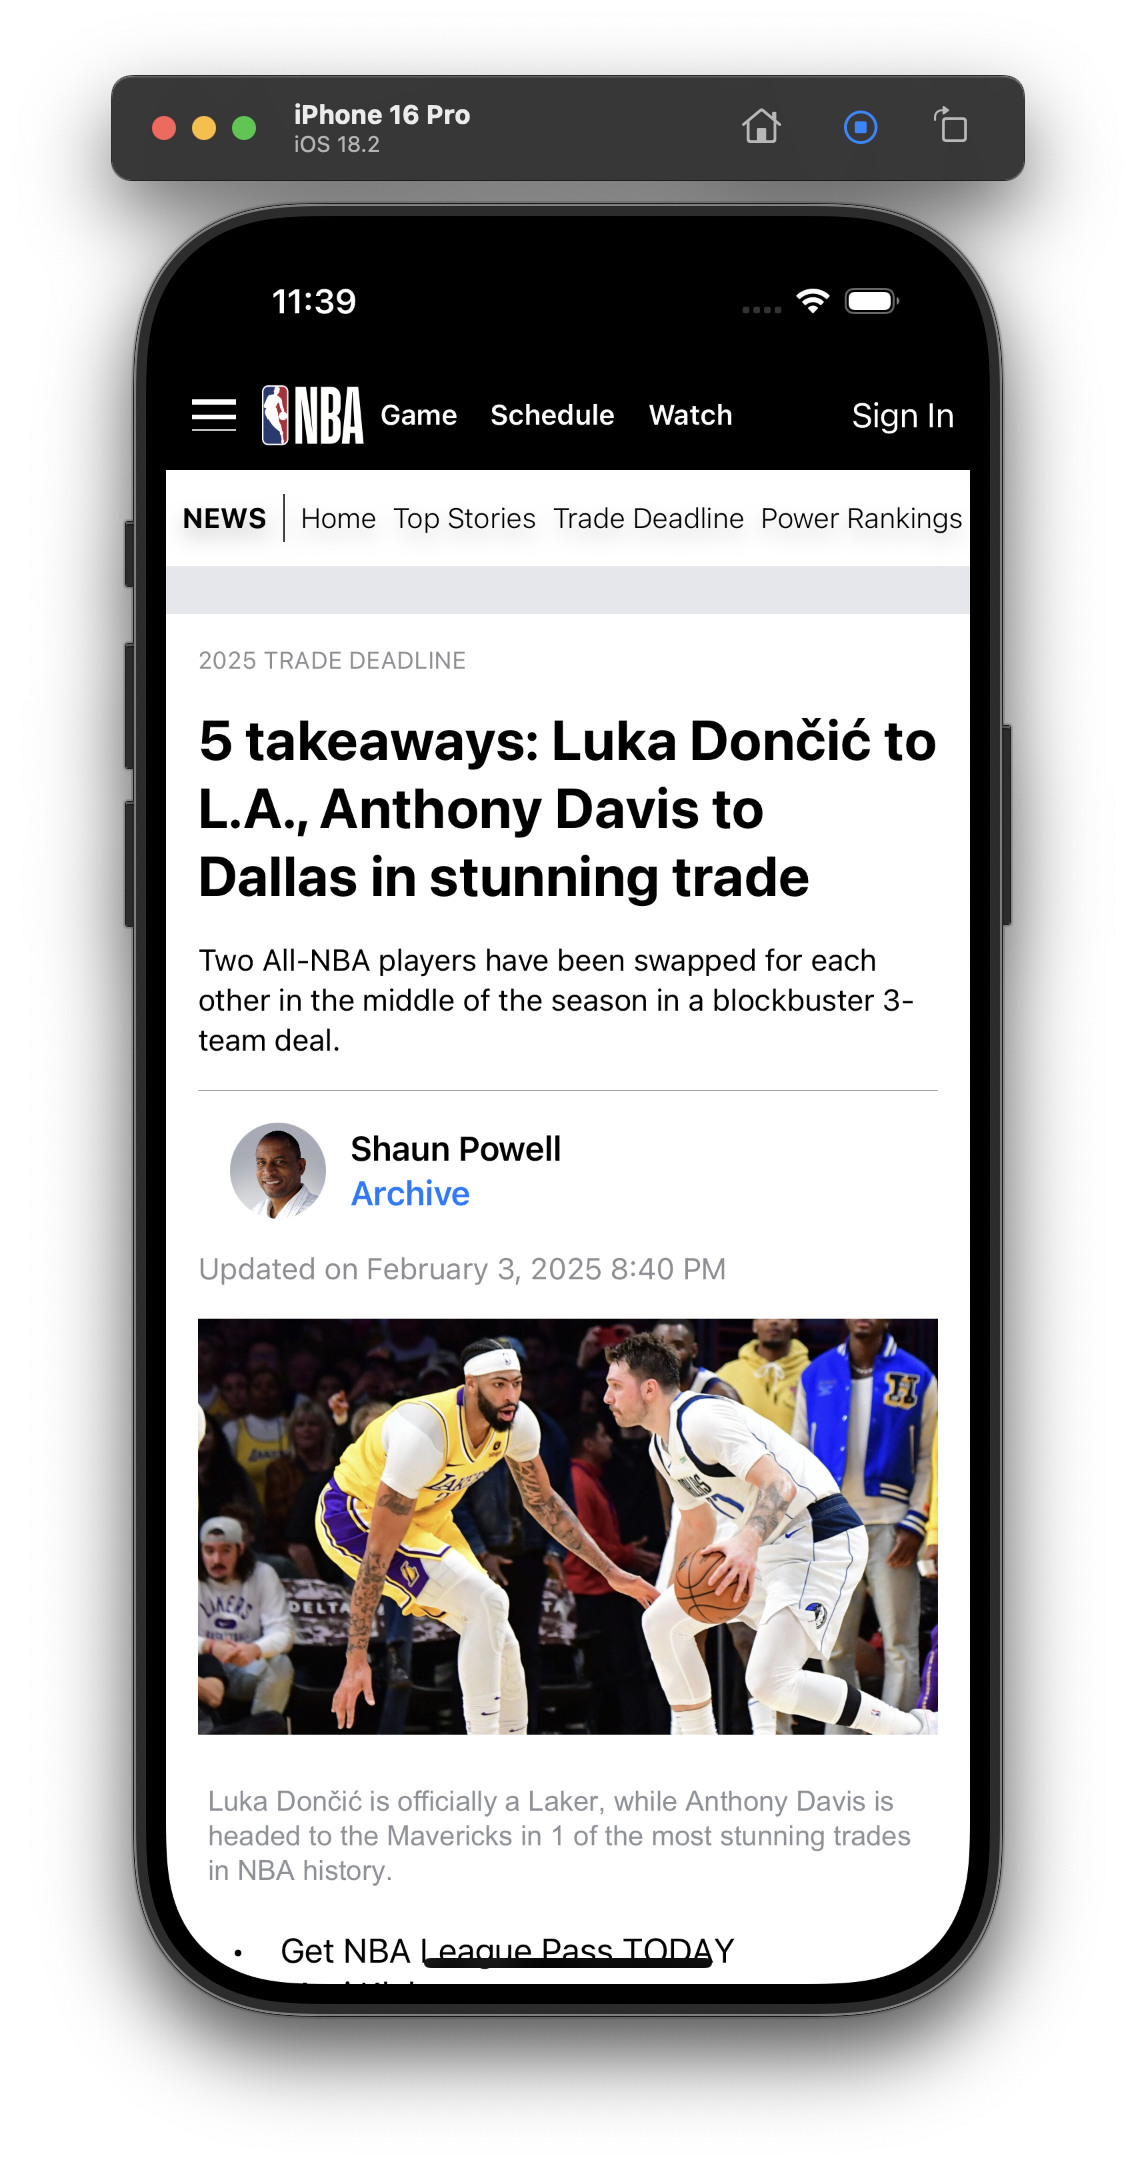 iPhone 16 Pro
iOS 18.2
11:39
NBA Game Schedule Watch Sign In
NEWS Home Top Stories Trade Deadline Power Rankings
2025 TRADE DEADLINE
5 takeaways: Luka Dončić to
L.A., Anthony Davis to
Dallas in stunning trade
Two All-NBA players have been swapped for each
other in the middle of the season in a blockbuster 3-
team deal.
Shaun Powell
Archive
Updated on February 3, 2025 8:40 PM
H
LAKERS
DELTA
Luka Dončić is officially a Laker, while Anthony Davis is
headed to the Mavericks in 1 of the most stunning trades
in NBA history.
• Get NBA League Pass TODAY